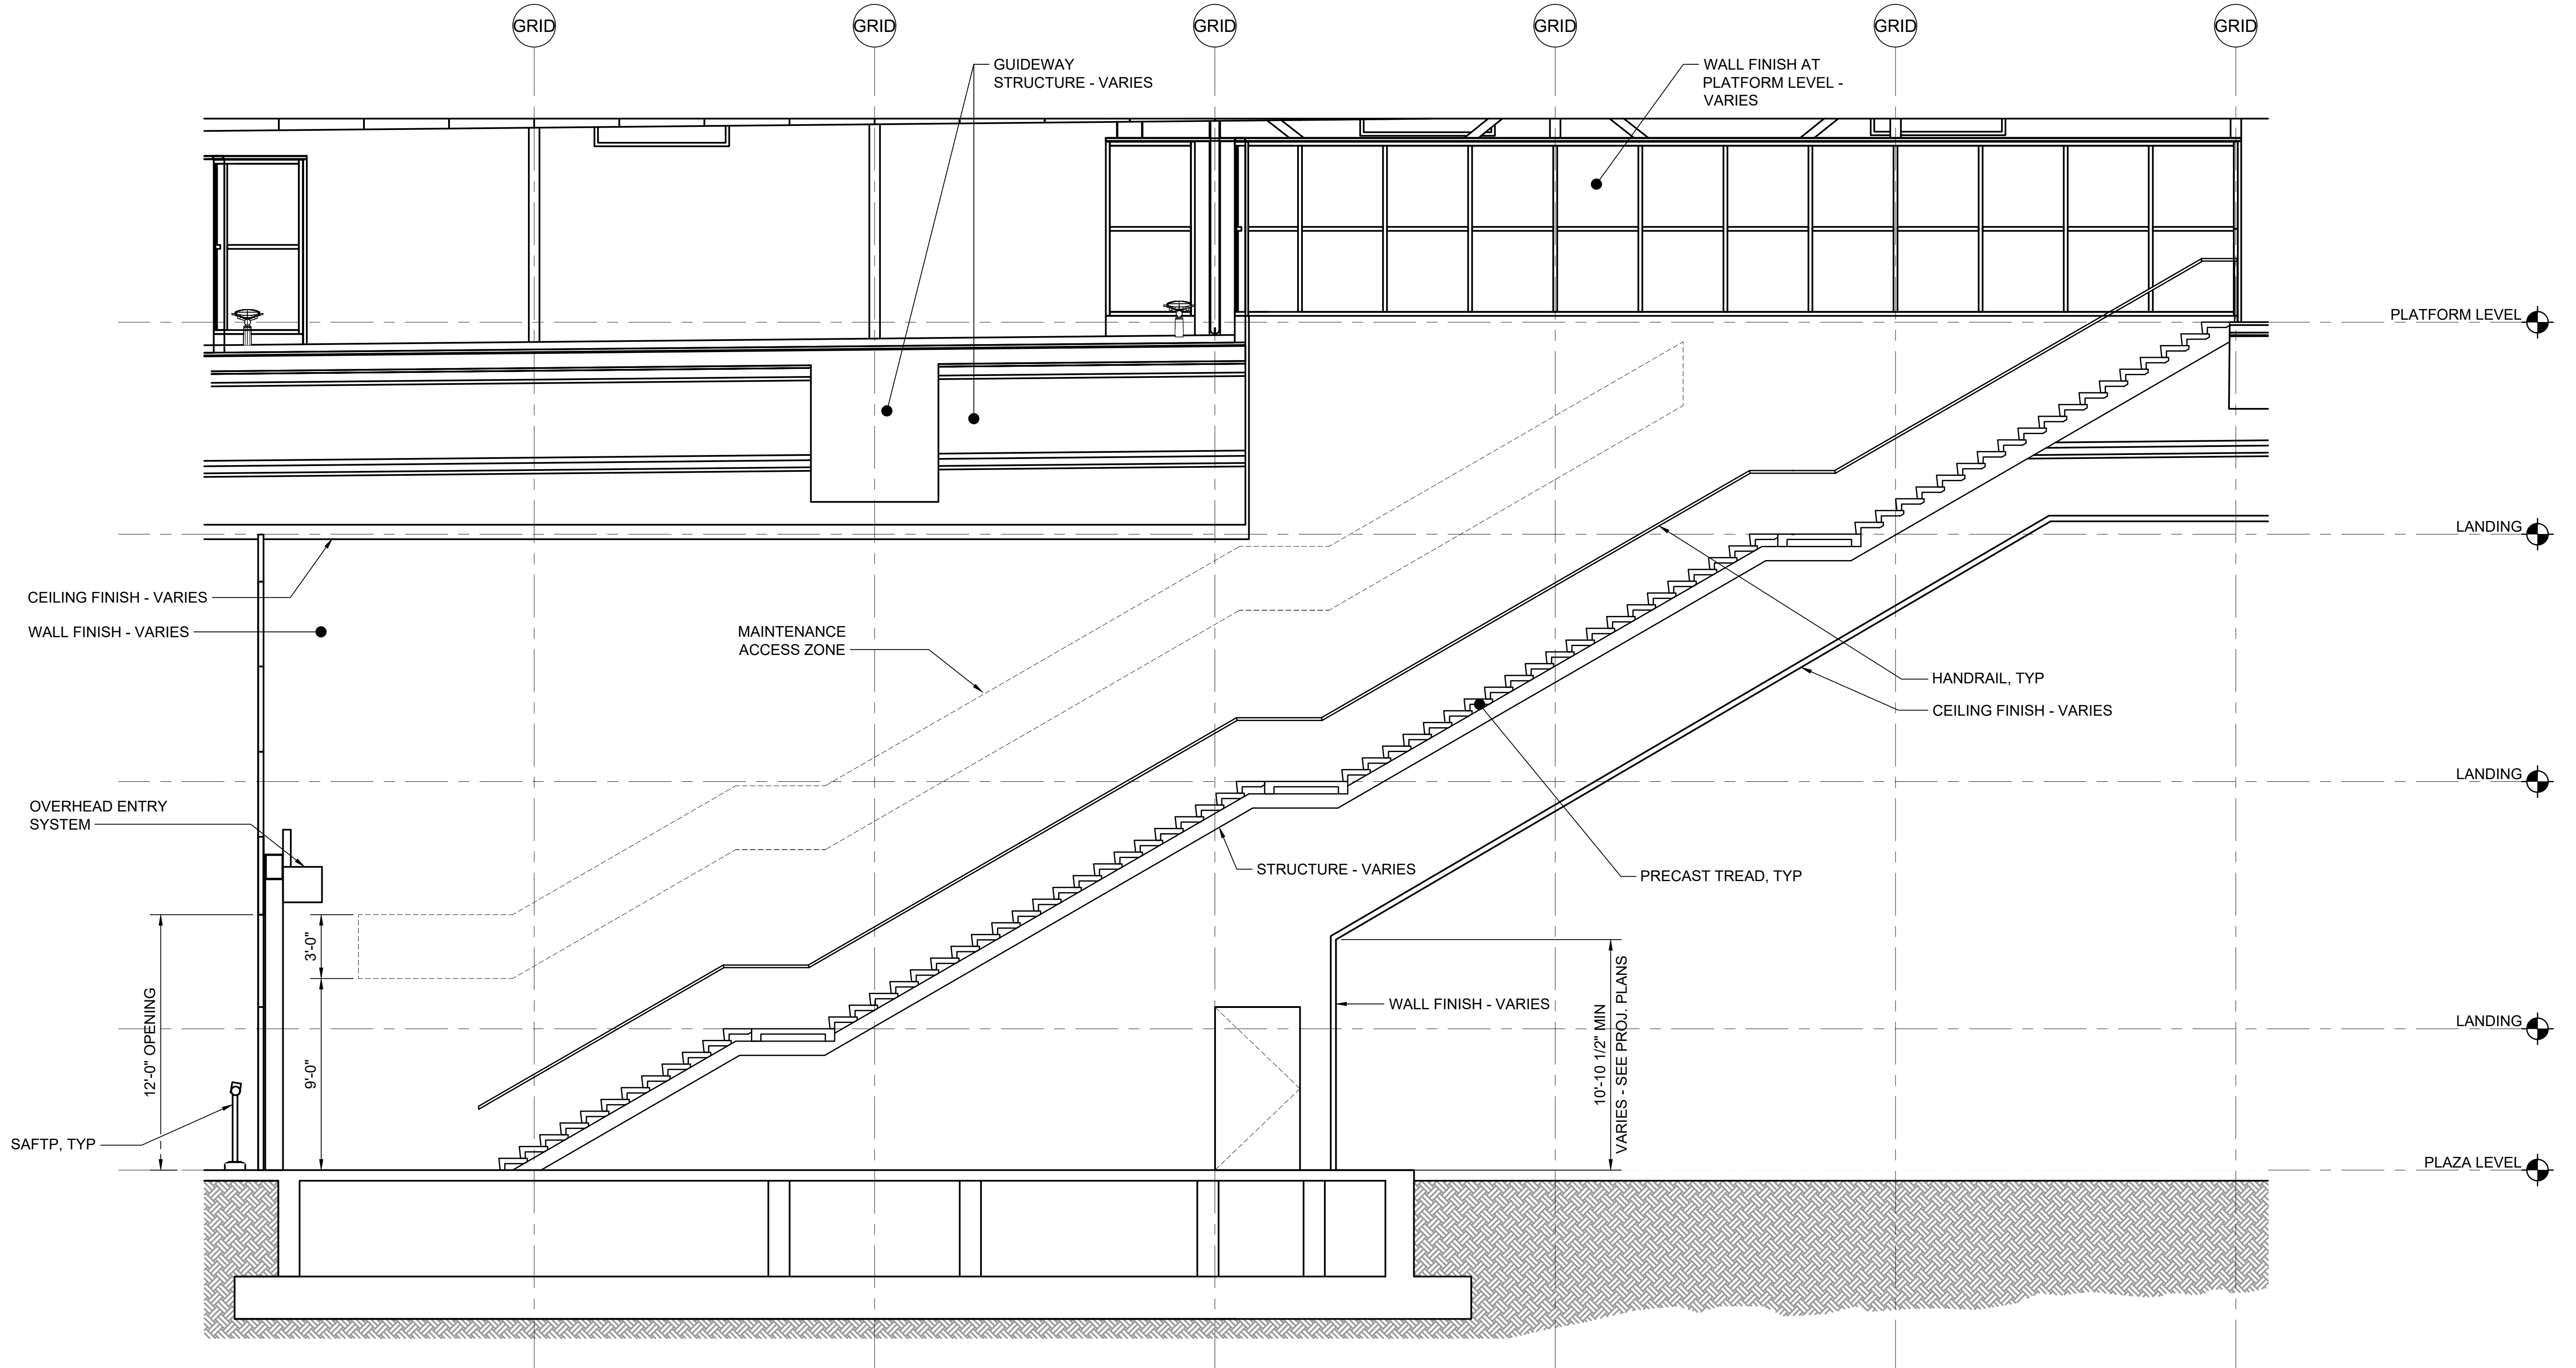 GRID
GRID
GRID
GRID
GRID
GRID
GUIDEWAY
STRUCTURE - VARIES
WALL FINISH AT
PLATFORM LEVEL -
VARIES
PLATFORM LEVEL
LANDING
CEILING FINISH - VARIES
WALL FINISH - VARIES
MAINTENANCE
ACCESS ZONE
HANDRAIL, TYP
CEILING FINISH - VARIES
LANDING
OVERHEAD ENTRY
SYSTEM
STRUCTURE - VARIES
PRECAST TREAD, TYP
3'-0"
12'-0" OPENING
9'-0"
WALL FINISH - VARIES
10'-10 1/2" MIN
VARIES - SEE PROJ. PLANS
LANDING
SAFTP, TYP
PLAZA LEVEL